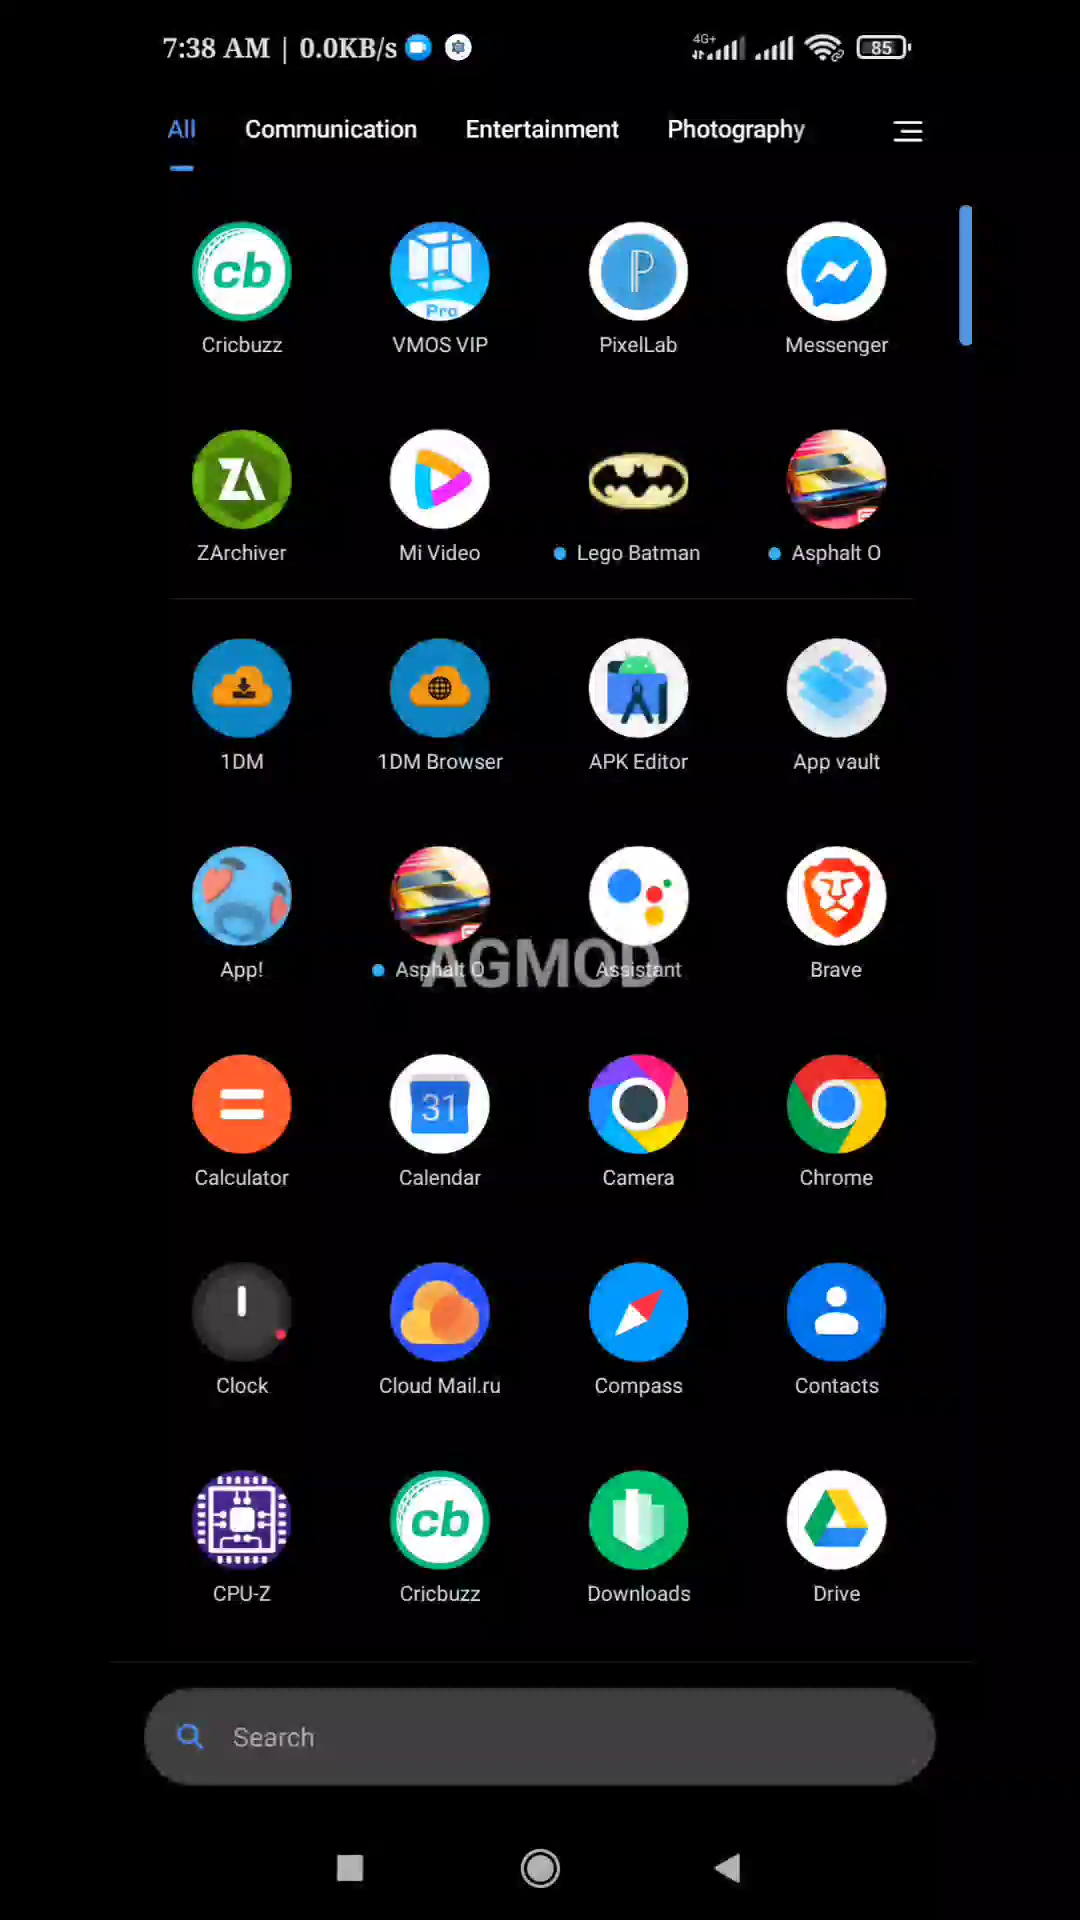 7:38 AM | 0.0KB/s 4G+ 85
All Communication Entertainment Photography
cb Pro P
Cricbuzz VMOS VIP PixelLab Messenger
ZA
ZArchiver Mi Video Lego Batman Asphalt O
1DM 1DM Browser APK Editor App vault
App! Asphalt O Assistant Brave
AGMOD
31
Calculator Calendar Camera Chrome
Clock Cloud Mail.ru Compass Contacts
cb
CPU-Z Cricbuzz Downloads Drive
Search